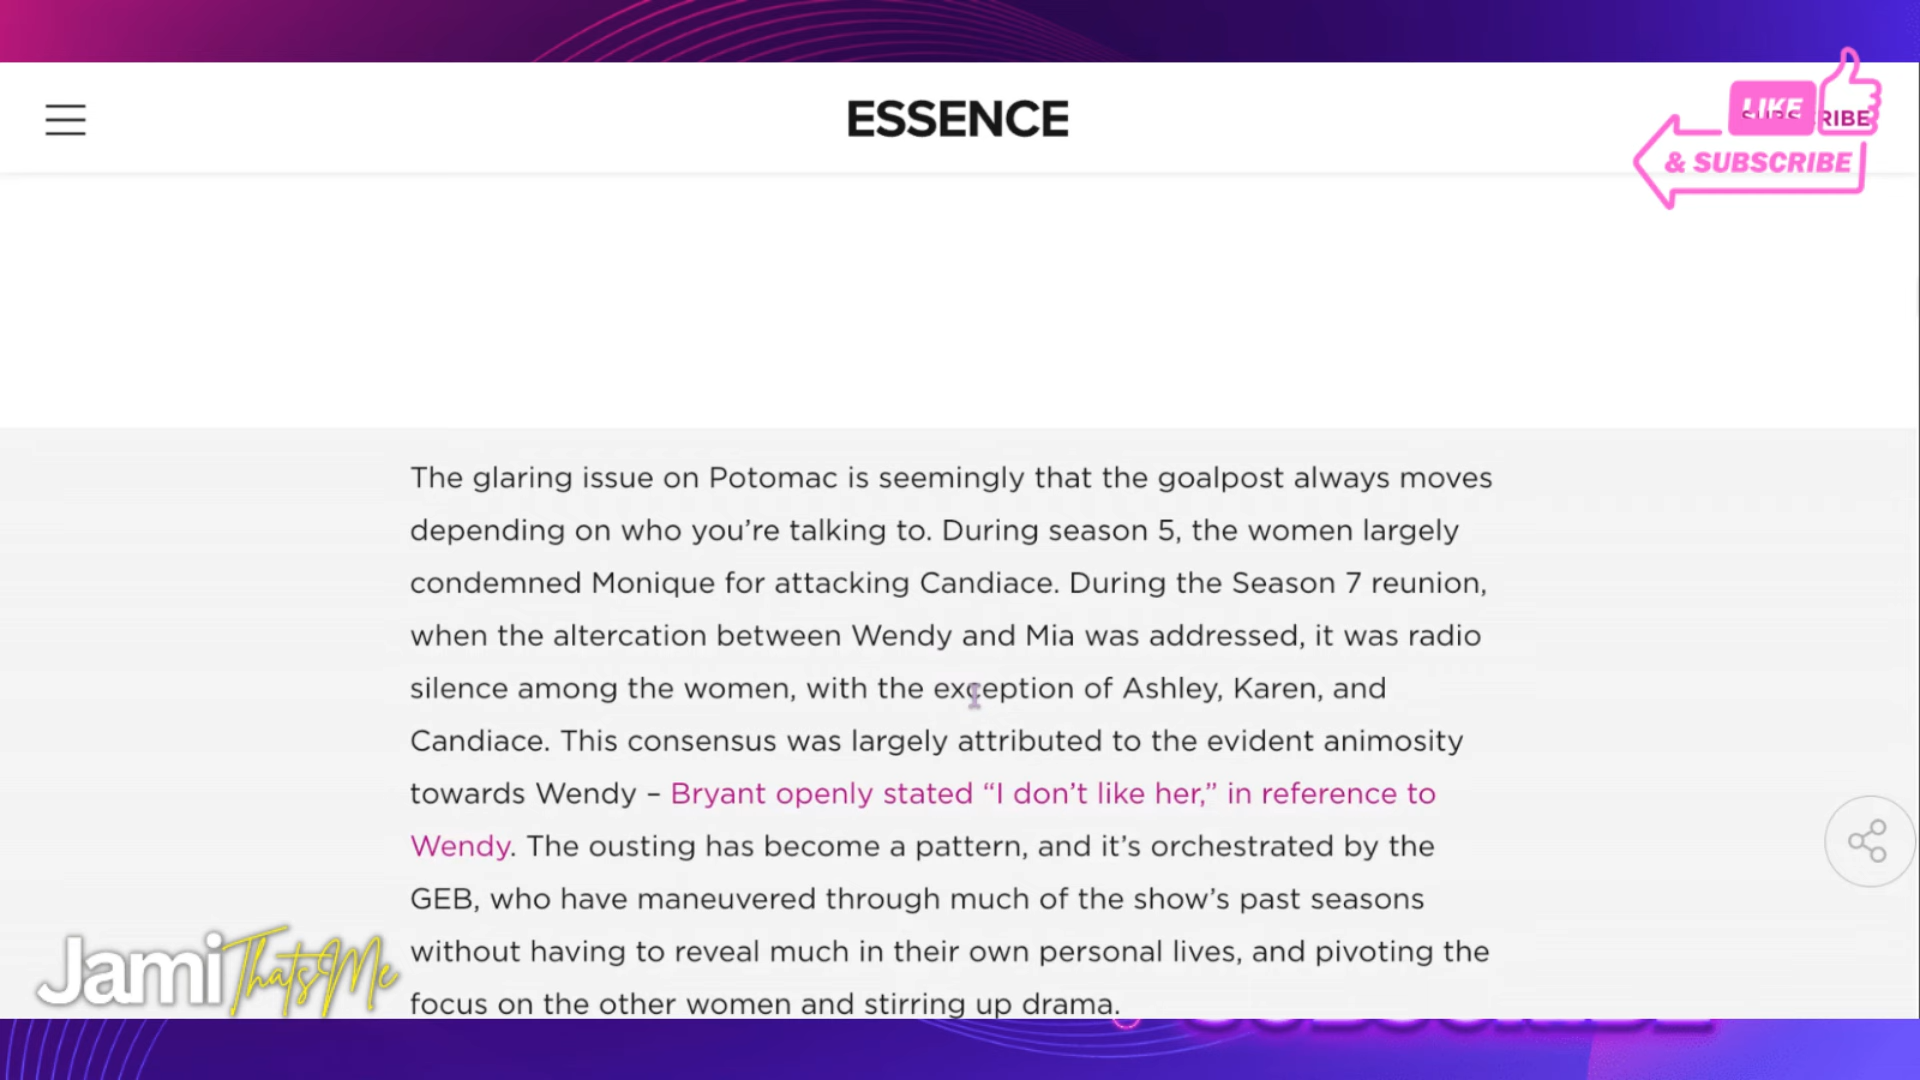 ESSENCE
LIKE
RIBE
& SUBSCRIBE
The glaring issue on Potomac is seemingly that the goalpost always moves
depending on who you’re talking to. During season 5, the women largely
condemned Monique for attacking Candiace. During the Season 7 reunion,
when the altercation between Wendy and Mia was addressed, it was radio
silence among the women, with the exception of Ashley, Karen, and
Candiace. This consensus was largely attributed to the evident animosity
towards Wendy – Bryant openly stated “I don’t like her,” in reference to
Wendy. The ousting has become a pattern, and it’s orchestrated by the
GEB, who have maneuvered through much of the show’s past seasons
without having to reveal much in their own personal lives, and pivoting the
focus on the other women and stirring up drama.
JamiThatsMe